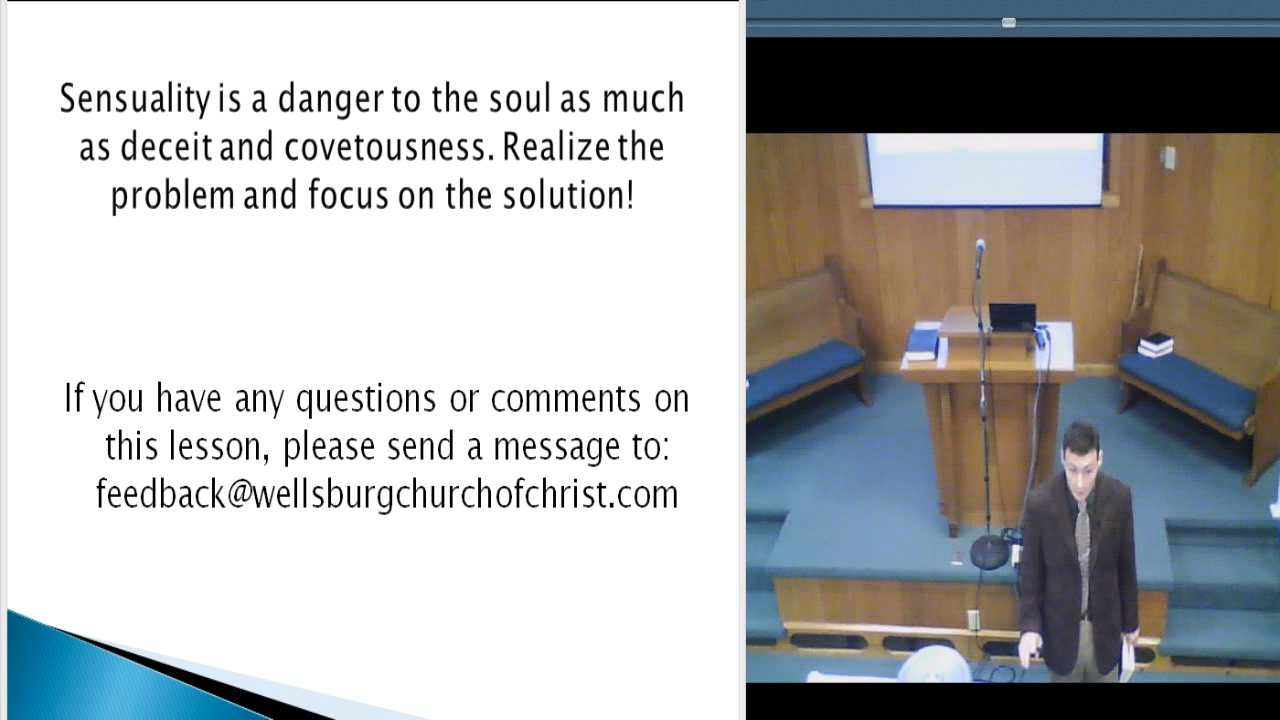 Sensuality is a danger to the soul as much
as deceit and covetousness. Realize the
problem and focus on the solution!
If you have any questions or comments on
this lesson, please send a message to:
feedback@wellsburgchurchofchrist.com